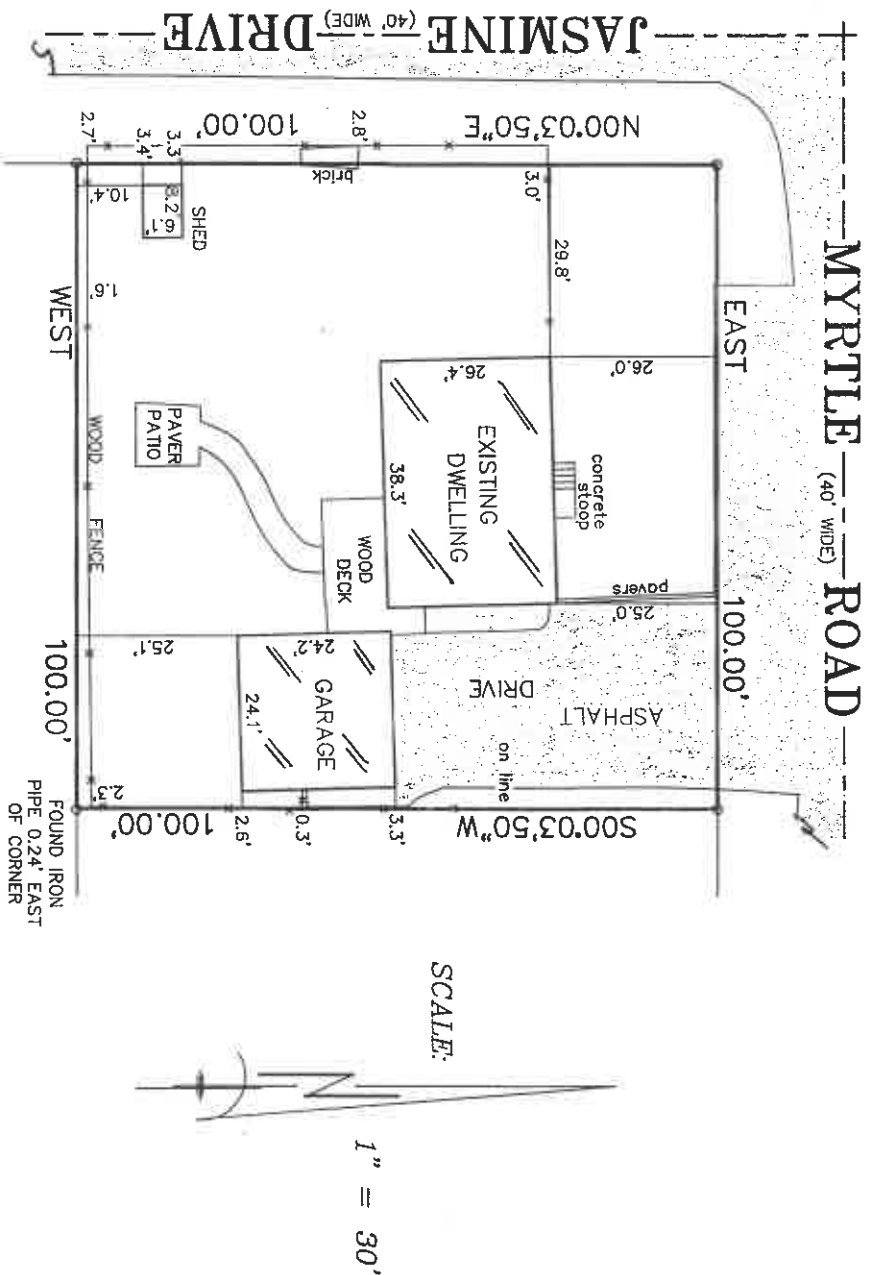 MYRTLE ROAD
(40' WIDE)
JASMINE DRIVE
(40' WIDE)
EAST 100.00'
N00°03'50"E 100.00'
S00°03'50"W 100.00'
WEST 100.00'
3.0'
29.8'
26.0'
concrete
stoop
pavers
25.0'
26.4'
EXISTING
DWELLING
38.3'
ASPHALT
DRIVE
on line
2.8'
brick
WOOD
DECK
24.2'
GARAGE
24.1'
3.3'
0.3'
2.6'
SHED
3.3'
8.2'
6.1'
3.4'
10.4'
2.7'
1.6'
PAVER
PATIO
WOOD FENCE
25.1'
2.3'
FOUND IRON
PIPE 0.24' EAST
OF CORNER
SCALE:
1" = 30'
N